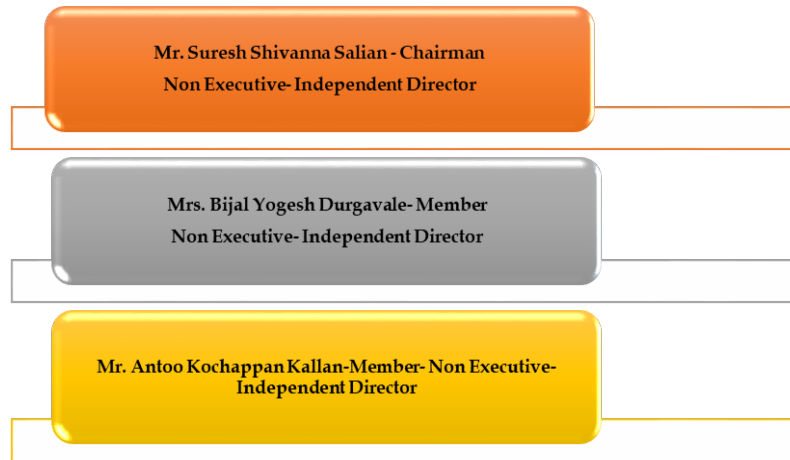 Mr. Suresh Shivanna Salian - Chairman
Non Executive- Independent Director
Mrs. Bijal Yogesh Durgavale- Member
Non Executive- Independent Director
Mr. Antoo Kochappan Kallan-Member- Non Executive-
Independent Director